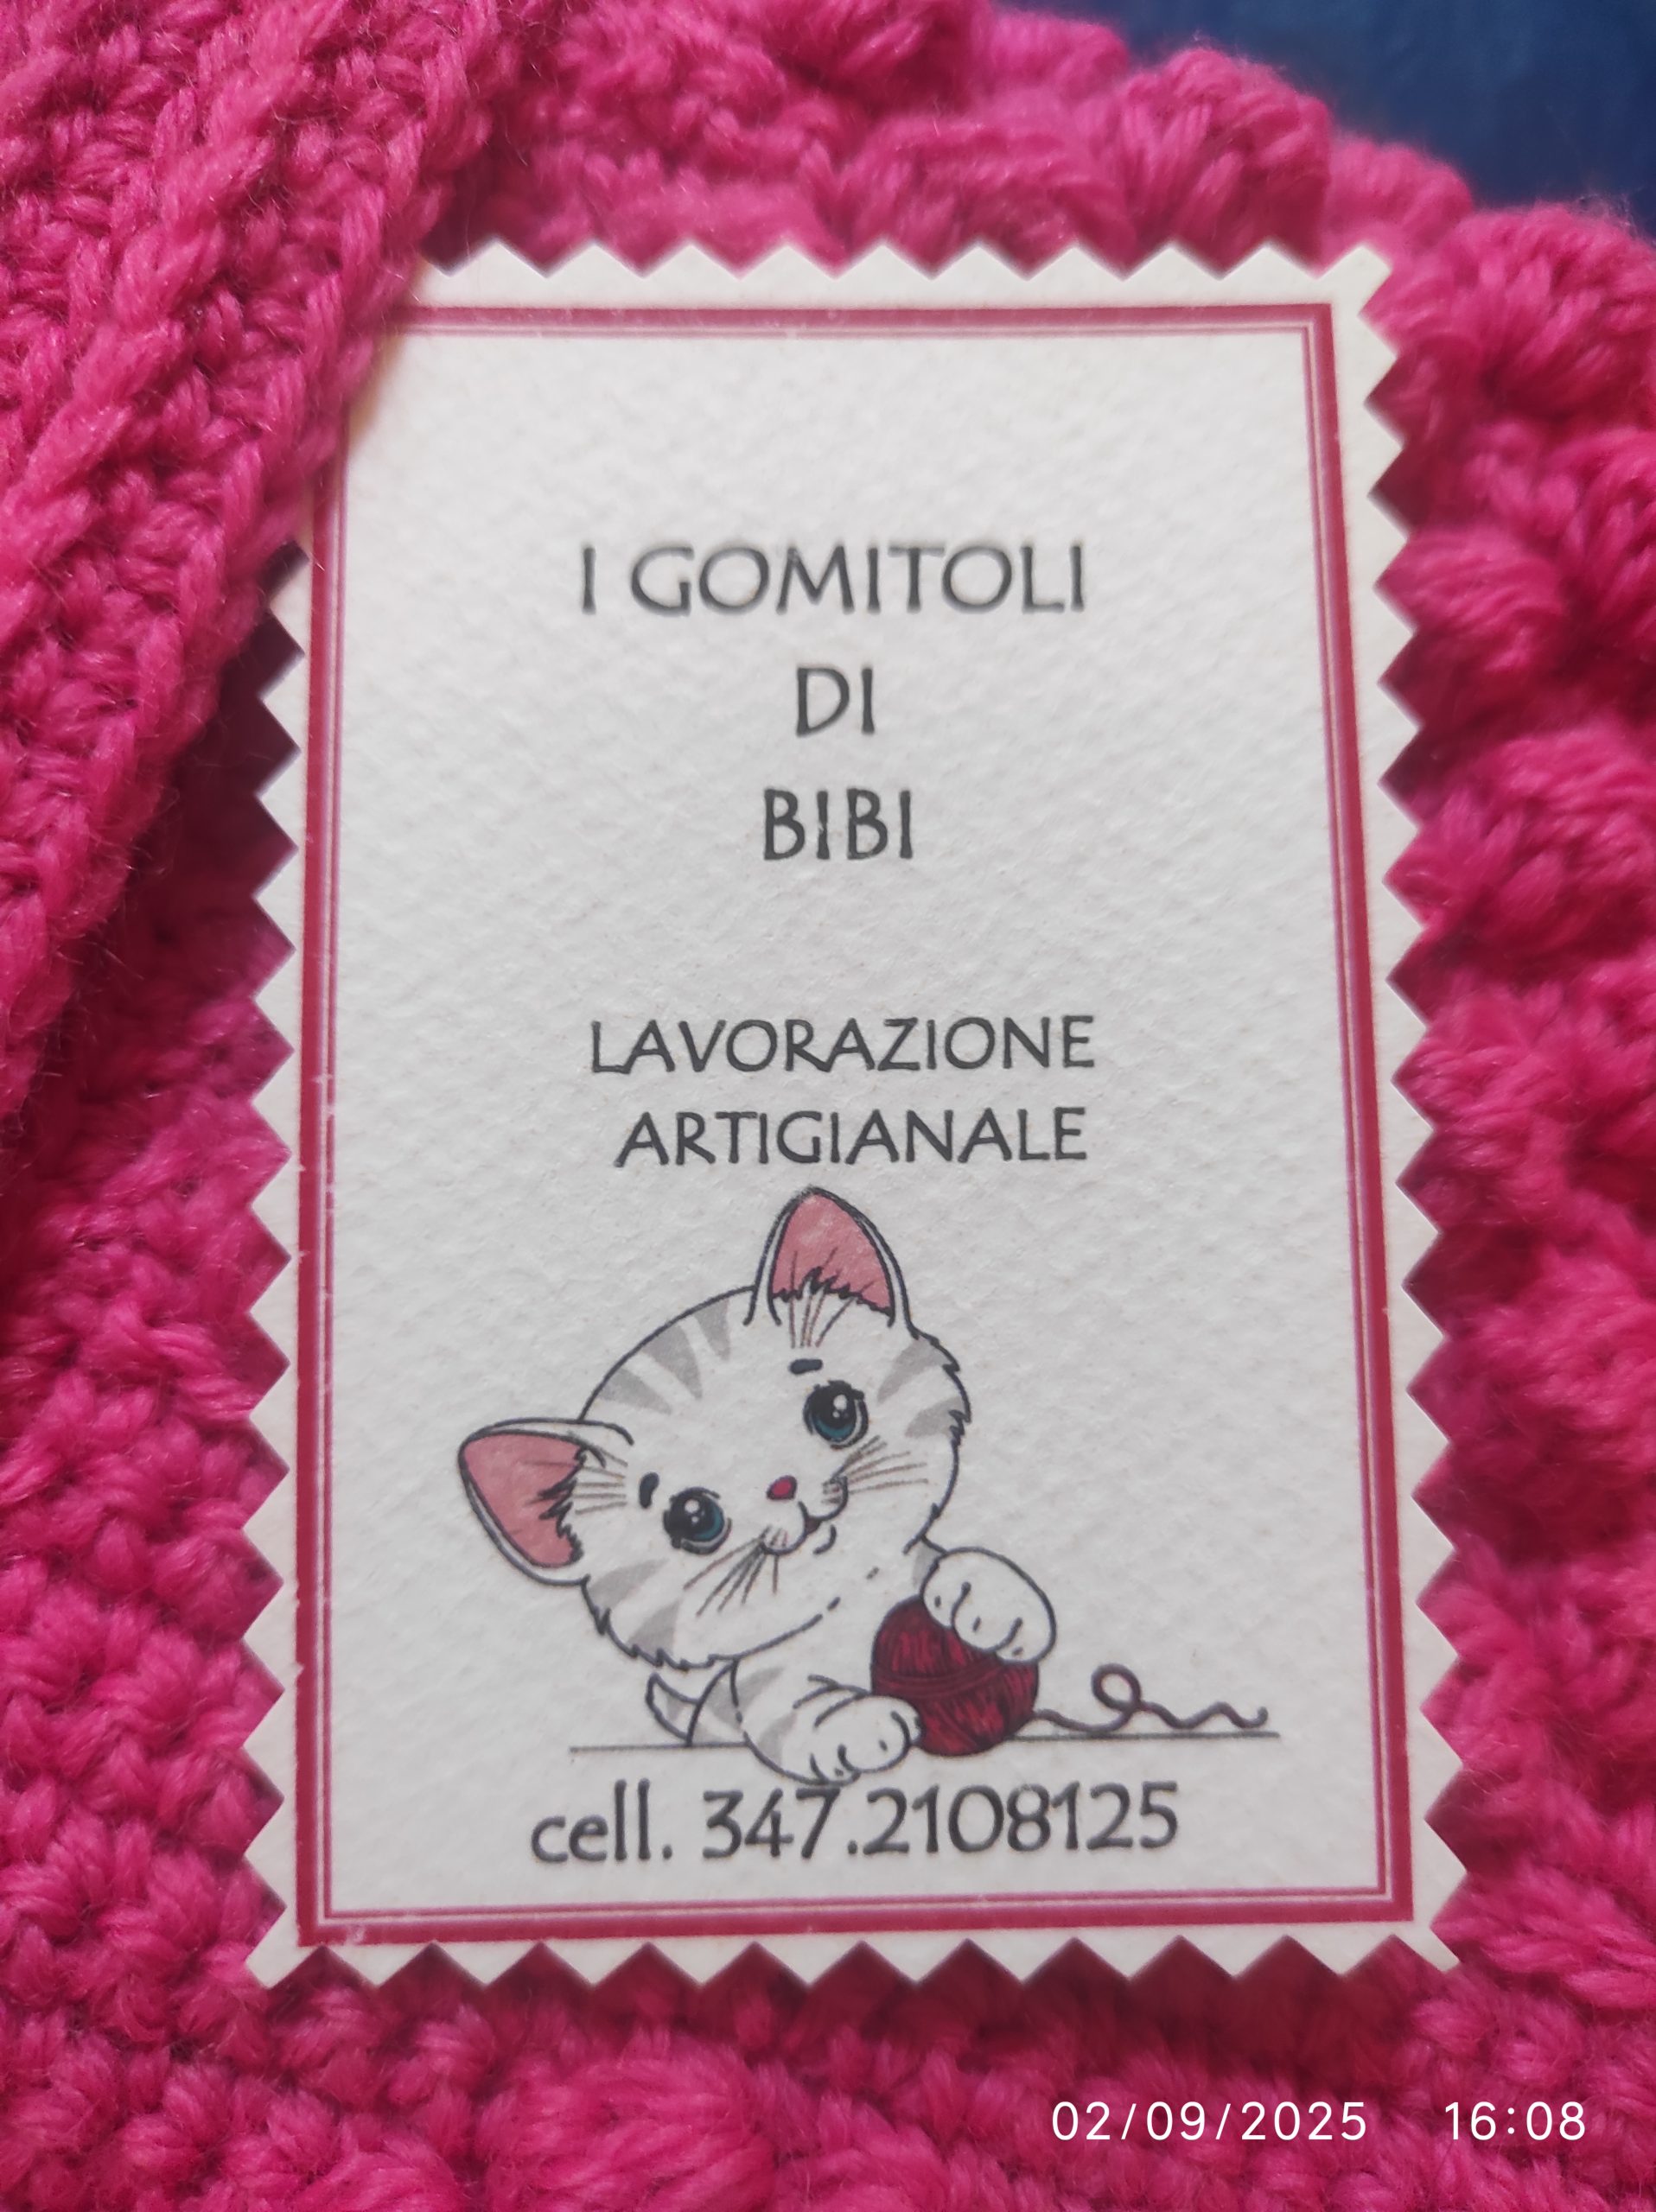 I GOMITOLI
DI
BIBI
LAVORAZIONE
ARTIGIANALE
cell. 347.2108125
02/09/2025 16:08